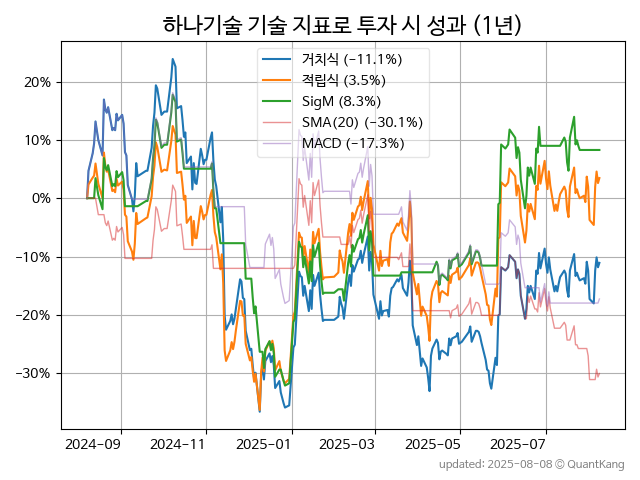 하나기술 기술 지표로 투자 시 성과 (1년)
거치식 (−11.1%)
적립식 (3.5%)
SigM (8.3%)
SMA(20) (−30.1%)
MACD (−17.3%)
20%
10%
0%
−10%
−20%
−30%
2024-09 2024-11 2025-01 2025-03 2025-05 2025-07
updated: 2025-08-08 ⓒ QuantKang